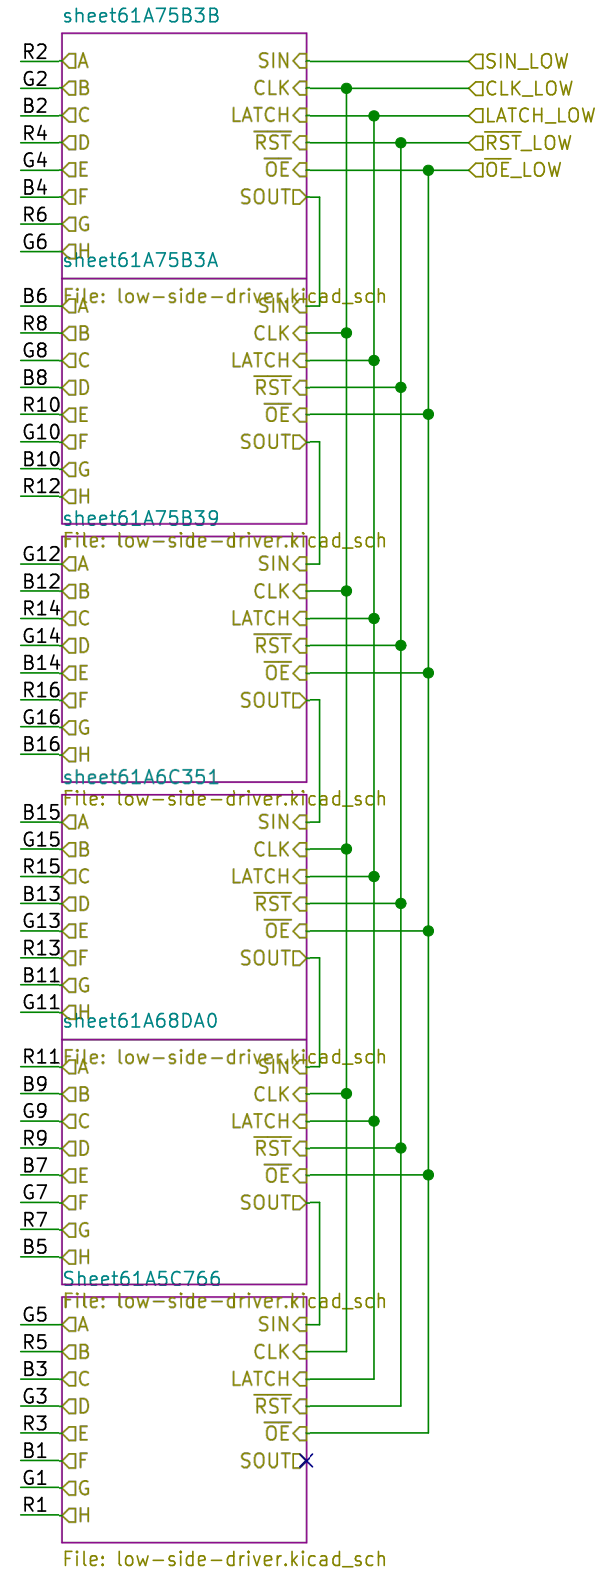 sheet61A75B3B
R2 A SIN SIN_LOW
G2 B CLK CLK_LOW
B2 C LATCH LATCH_LOW
R4 D RST RST_LOW
G4 E OE OE_LOW
B4 F SOUT
R6 G
G6 H
sheet61A75B3A
File: low-side-driver.kicad_sch
B6 A SIN
R8 B CLK
G8 C LATCH
B8 D RST
R10 E OE
G10 F SOUT
B10 G
R12 H
sheet61A75B39
File: low-side-driver.kicad_sch
G12 A SIN
B12 B CLK
R14 C LATCH
G14 D RST
B14 E OE
R16 F SOUT
G16 G
B16 H
sheet61A6C351
File: low-side-driver.kicad_sch
B15 A SIN
G15 B CLK
R15 C LATCH
B13 D RST
G13 E OE
R13 F SOUT
B11 G
G11 H
sheet61A68DA0
File: low-side-driver.kicad_sch
R11 A SIN
B9 B CLK
G9 C LATCH
R9 D RST
B7 E OE
G7 F SOUT
R7 G
B5 H
Sheet61A5C766
File: low-side-driver.kicad_sch
G5 A SIN
R5 B CLK
B3 C LATCH
G3 D RST
R3 E OE
B1 F SOUT
G1 G
R1 H
File: low-side-driver.kicad_sch